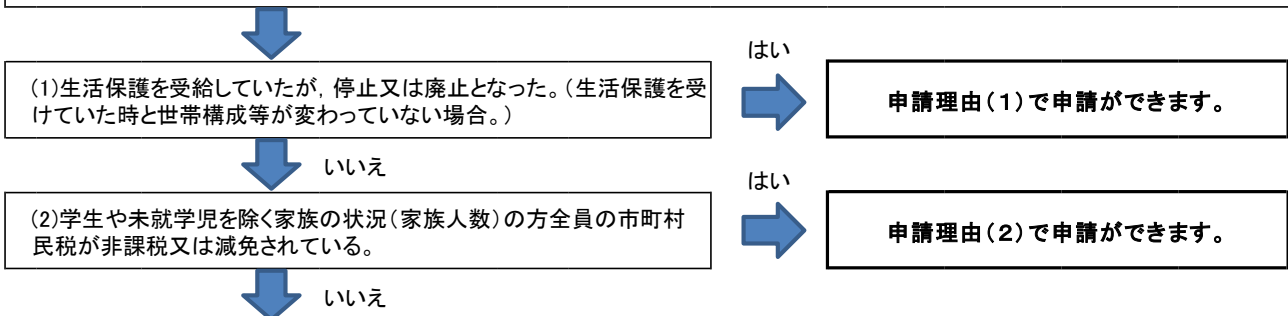 はい
(1)生活保護を受給していたが，停止又は廃止となった。（生活保護を受
けていた時と世帯構成等が変わっていない場合。）
申請理由（１）で申請ができます。
いいえ
はい
(2)学生や未就学児を除く家族の状況（家族人数）の方全員の市町村
民税が非課税又は減免されている。
申請理由（２）で申請ができます。
いいえ